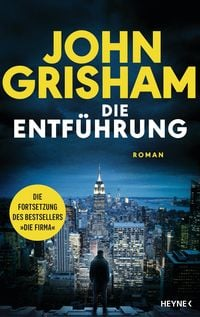 JOHN
GRISHAM
DIE
ENTFÜHRUNG
ROMAN
DIE
FORTSETZUNG
DES BESTSELLERS
»DIE FIRMA«
HEYNE <